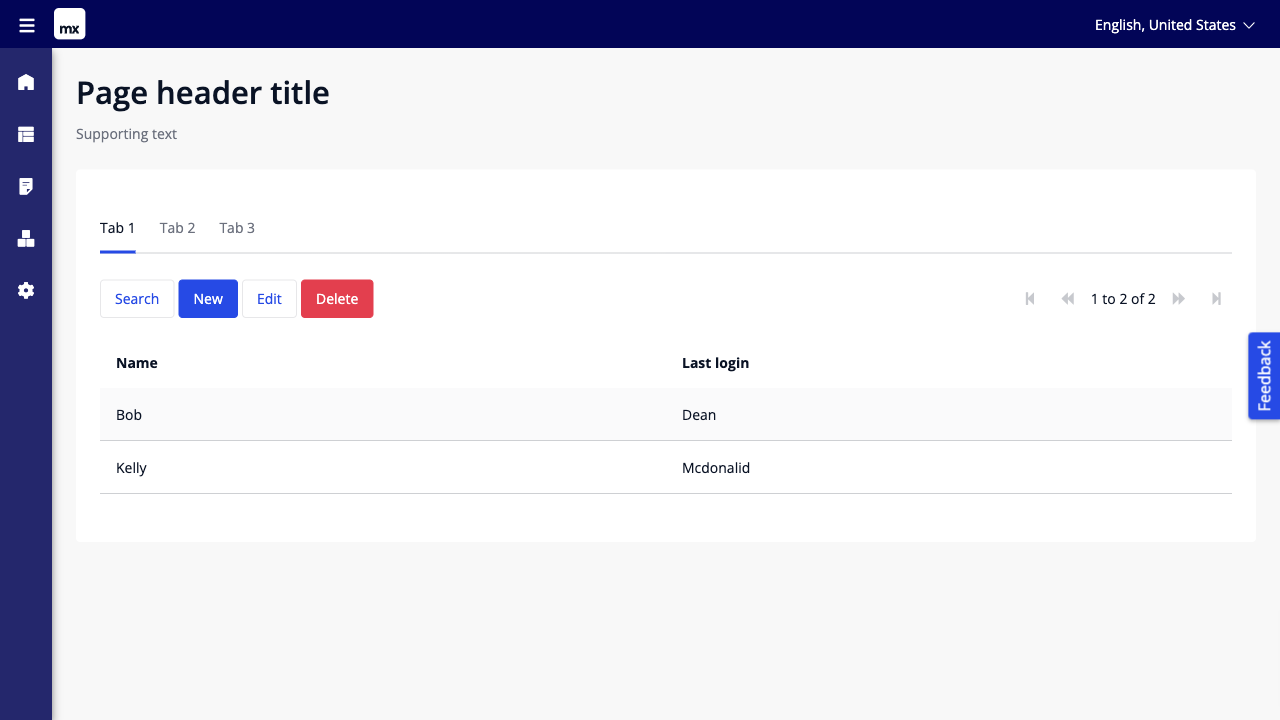 mx
English, United States
Page header title
Supporting text
Tab 1 Tab 2 Tab 3
Search New Edit Delete 1 to 2 of 2
Feedback
Name Last login
Bob Dean
Kelly Mcdonalid